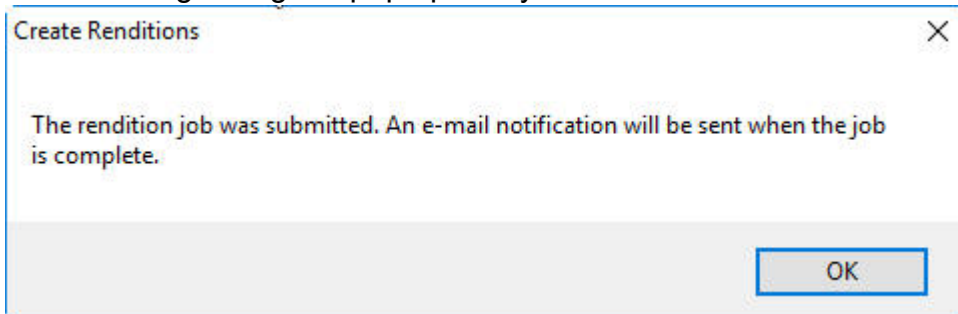 Create Renditions
The rendition job was submitted. An e-mail notification will be sent when the job
is complete.
OK